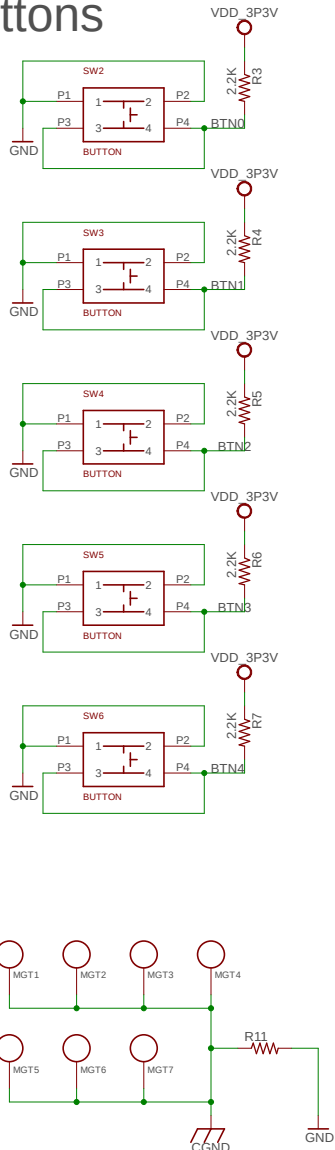 ttons
VDD_3P3V
SW2
2.2K
R3
P1
1
2
P2
P3
3
4
P4
BTN0
GND
BUTTON
VDD_3P3V
SW3
2.2K
R4
P1
1
2
P2
P3
3
4
P4
BTN1
GND
BUTTON
VDD_3P3V
SW4
2.2K
R5
P1
1
2
P2
P3
3
4
P4
BTN2
GND
BUTTON
VDD_3P3V
SW5
2.2K
R6
P1
1
2
P2
P3
3
4
P4
BTN3
GND
BUTTON
VDD_3P3V
SW6
2.2K
R7
P1
1
2
P2
P3
3
4
P4
BTN4
GND
BUTTON
MGT1
MGT2
MGT3
MGT4
R11
MGT5
MGT6
MGT7
CGND
GND